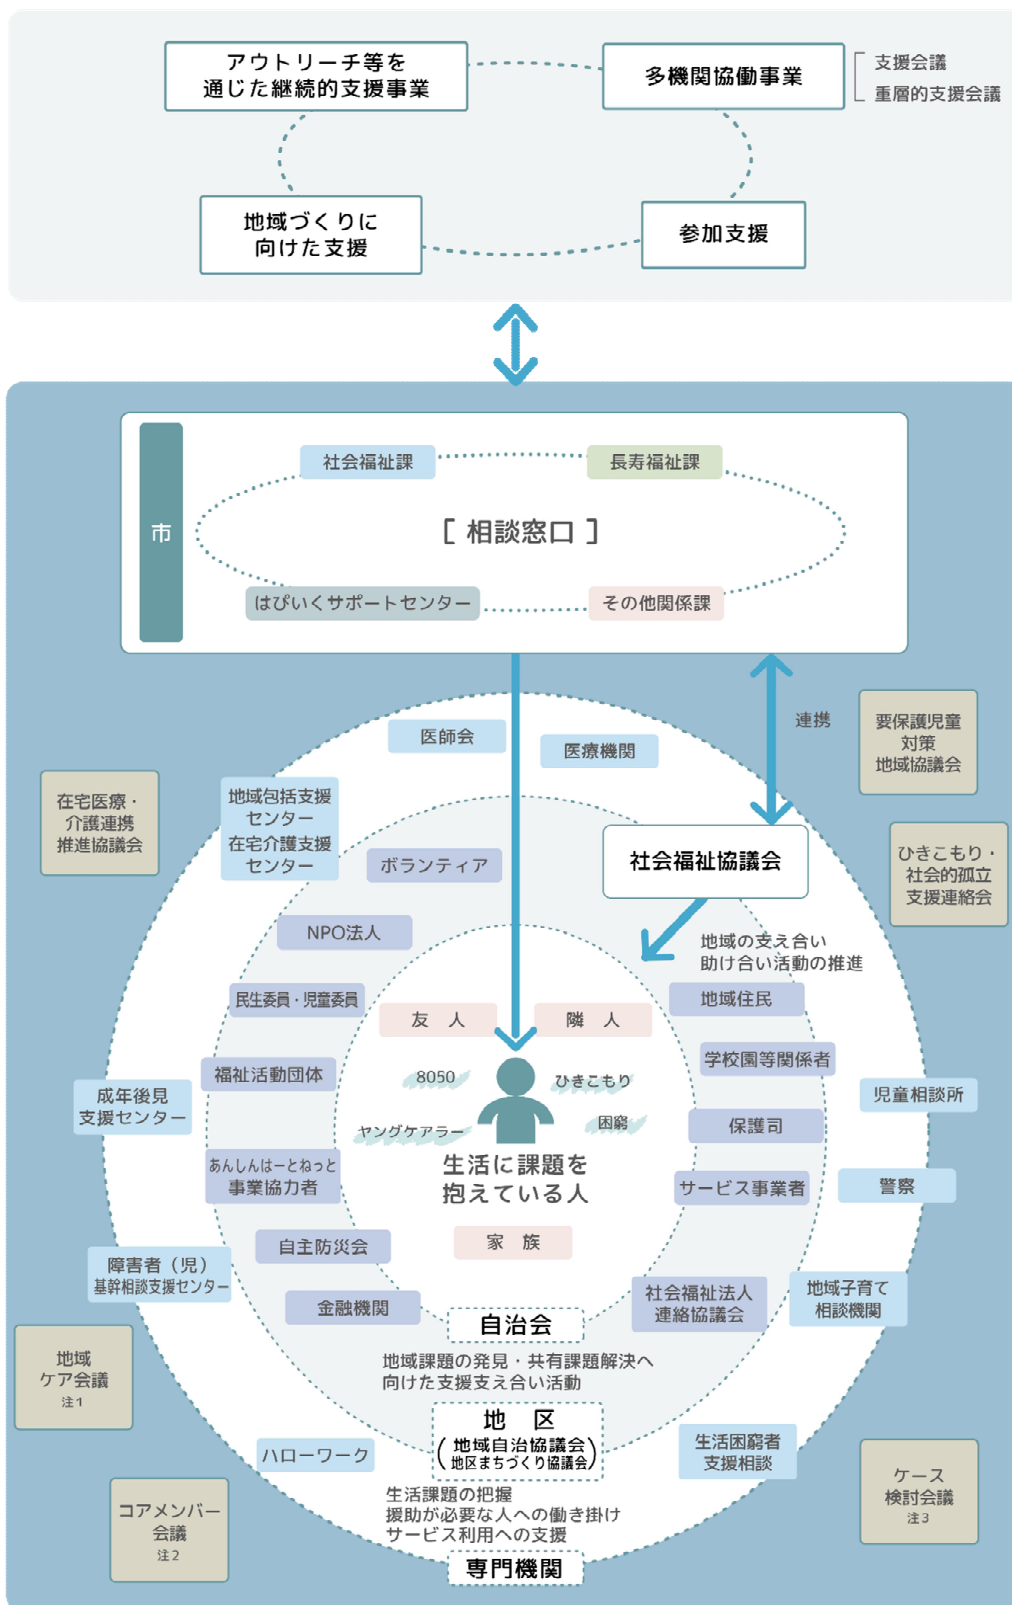 アウトリーチ等を
通じた継続的支援事業
多機関協働事業
支援会議
重層的支援会議
地域づくりに
向けた支援
参加支援
市
社会福祉課
長寿福祉課
[ 相談窓口 ]
はぴいくサポートセンター
その他関係課
連携
要保護児童
対策
地域協議会
医師会
医療機関
在宅医療・
介護連携
推進協議会
地域包括支援
センター
在宅介護支援
センター
ボランティア
社会福祉協議会
ひきこもり・
社会的孤立
支援連絡会
NPO法人
地域の支え合い
助け合い活動の推進
民生委員・児童委員
地域住民
友 人
隣 人
福祉活動団体
学校園等関係者
8050
ひきこもり
成年後見
支援センター
児童相談所
ヤングケアラー
困窮
保護司
生活に課題を
抱えている人
あんしんはーとねっと
事業協力者
サービス事業者
警察
家 族
自主防災会
障害者(児)
基幹相談支援センター
金融機関
社会福祉法人
連絡協議会
地域子育て
相談機関
自治会
地域課題の発見・共有課題解決へ
向けた支援支え合い活動
地域
ケア会議
注1
地 区
(地域自治協議会
地区まちづくり協議会)
ハローワーク
生活困窮者
支援相談
生活課題の把握
援助が必要な人への働き掛け
サービス利用への支援
専門機関
コアメンバー
会議
注2
ケース
検討会議
注3